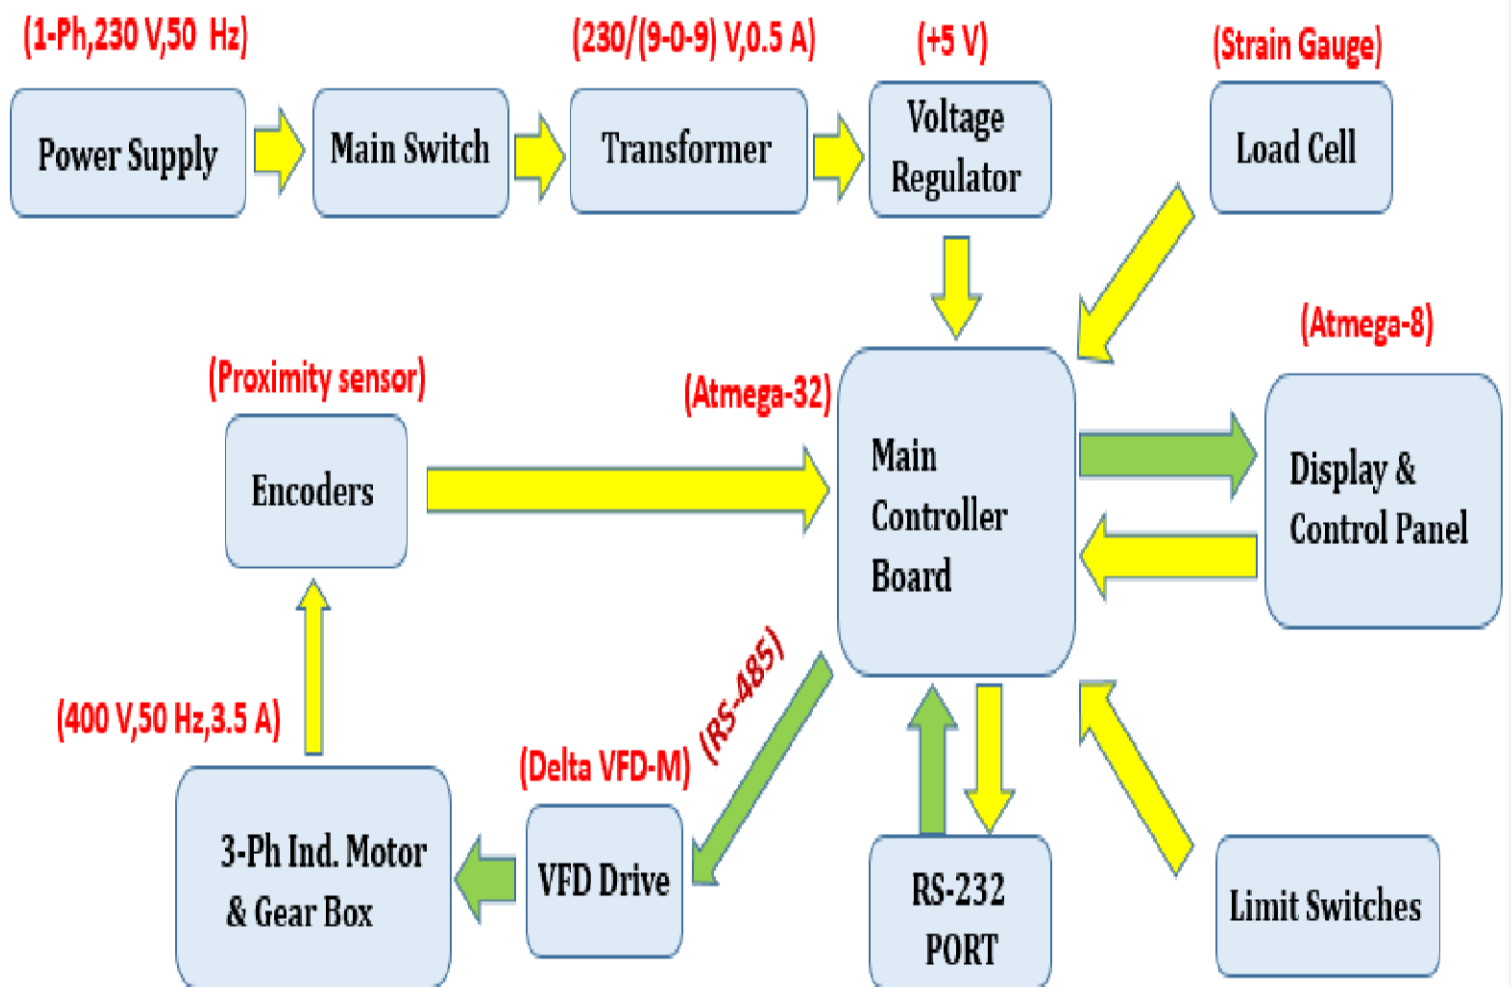 (1-Ph,230 V,50 Hz)
(230/(9-0-9) V,0.5 A)
(+5 V)
(Strain Gauge)
Power Supply
Main Switch
Transformer
Voltage
Regulator
Load Cell
(Atmega-8)
(Proximity sensor)
(Atmega-32)
Encoders
Main
Controller
Board
Display &
Control Panel
(RS-485)
(400 V,50 Hz,3.5 A)
(Delta VFD-M)
3-Ph Ind. Motor
& Gear Box
VFD Drive
RS-232
PORT
Limit Switches